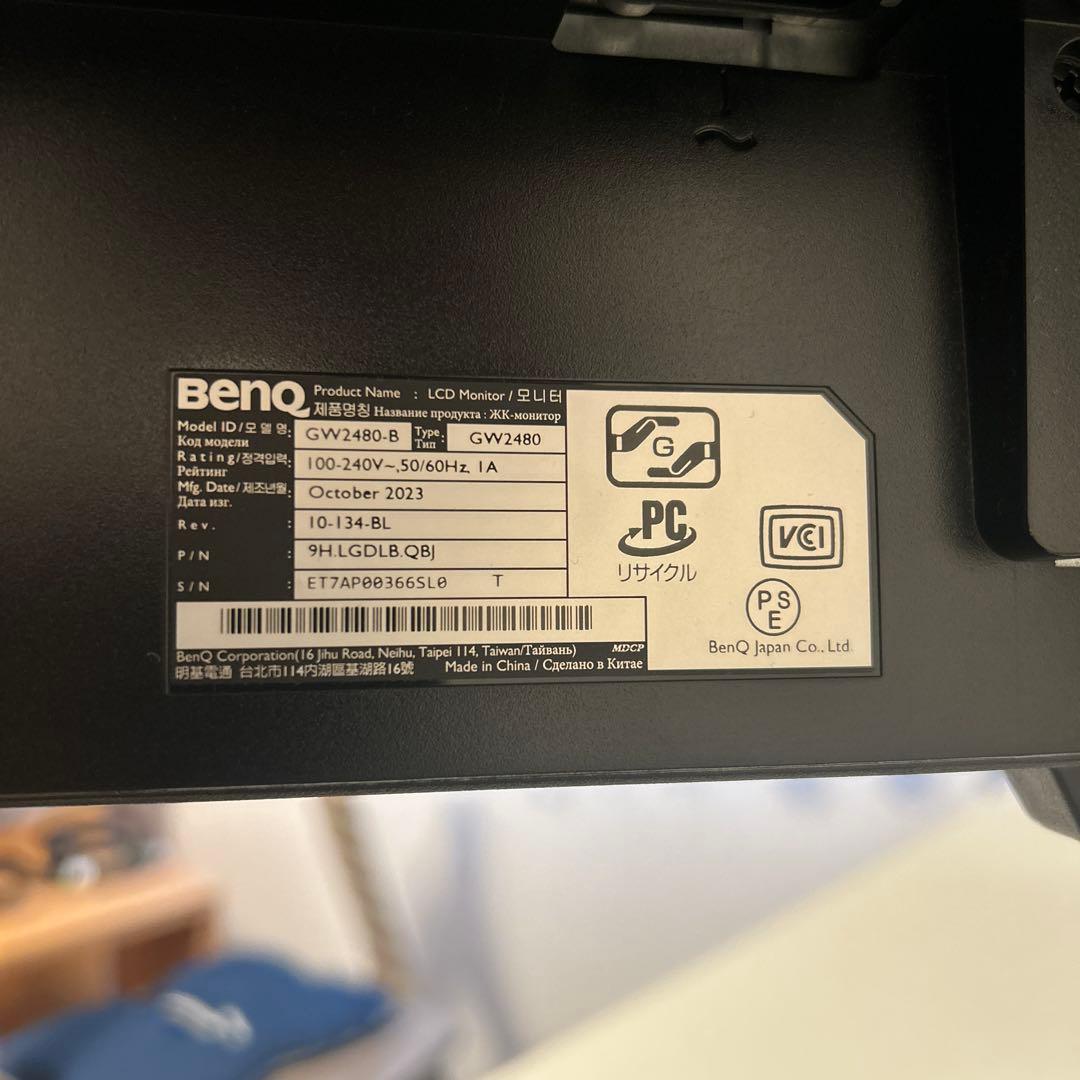 BenQ
Product Name : LCD Monitor / 모니터
제품명칭 Название продукта : ЖК-монитор
Model ID/모델명: GW2480-B Type Тип : GW2480
Код модели
Rating/정격입력: 100-240V~,50/60Hz, 1A
Рейтинг
Mfg. Date/제조년월: October 2023
Дата изг.
Rev. : 10-134-BL
P/N : 9H.LGDLB.QBJ
S/N : ET7AP00366SL0 T
BenQ Corporation(16 Jihu Road, Neihu, Taipei 114, Taiwan/Тайвань) MDCP
明基電通 台北市114內湖區基湖路16號 Made in China / Сделано в Китае
G
PC
リサイクル
VCCI
PSE
BenQ Japan Co., Ltd.